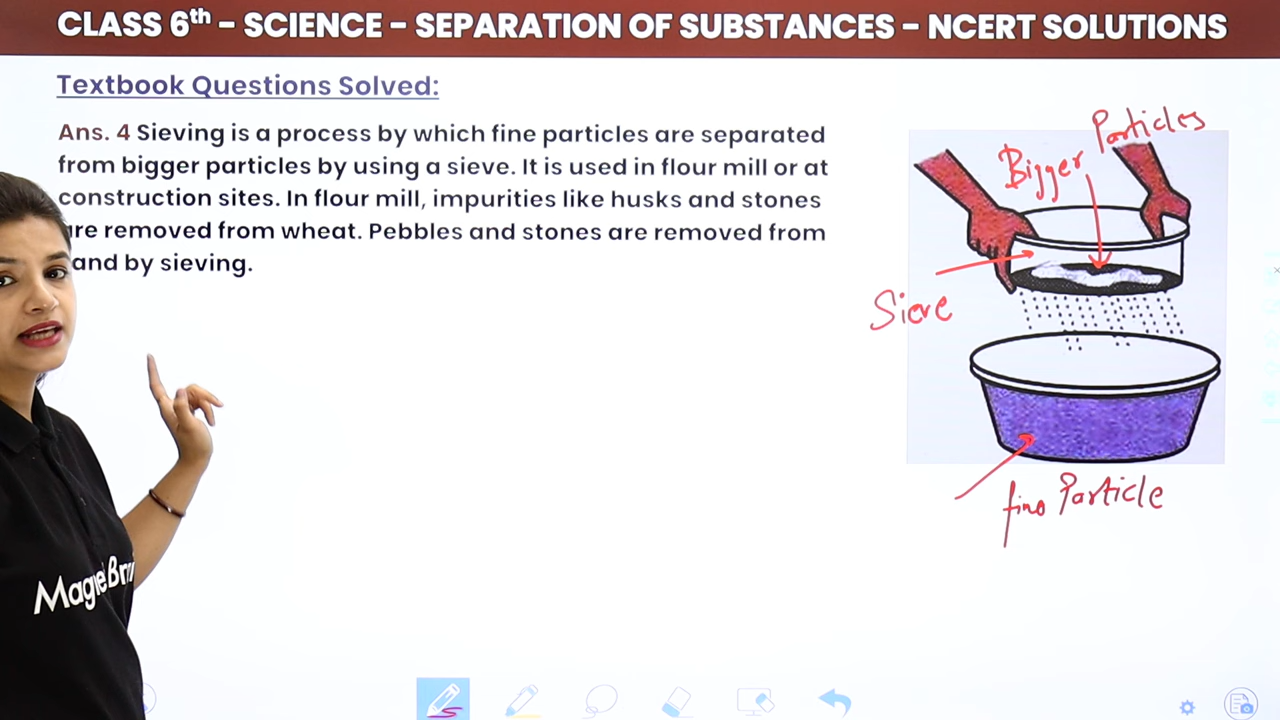 CLASS 6th – SCIENCE – SEPARATION OF SUBSTANCES – NCERT SOLUTIONS
Textbook Questions Solved:
Ans. 4 Sieving is a process by which fine particles are separated
from bigger particles by using a sieve. It is used in flour mill or at
construction sites. In flour mill, impurities like husks and stones
are removed from wheat. Pebbles and stones are removed from
and by sieving.
Bigger Particles
Sieve
fine Particle